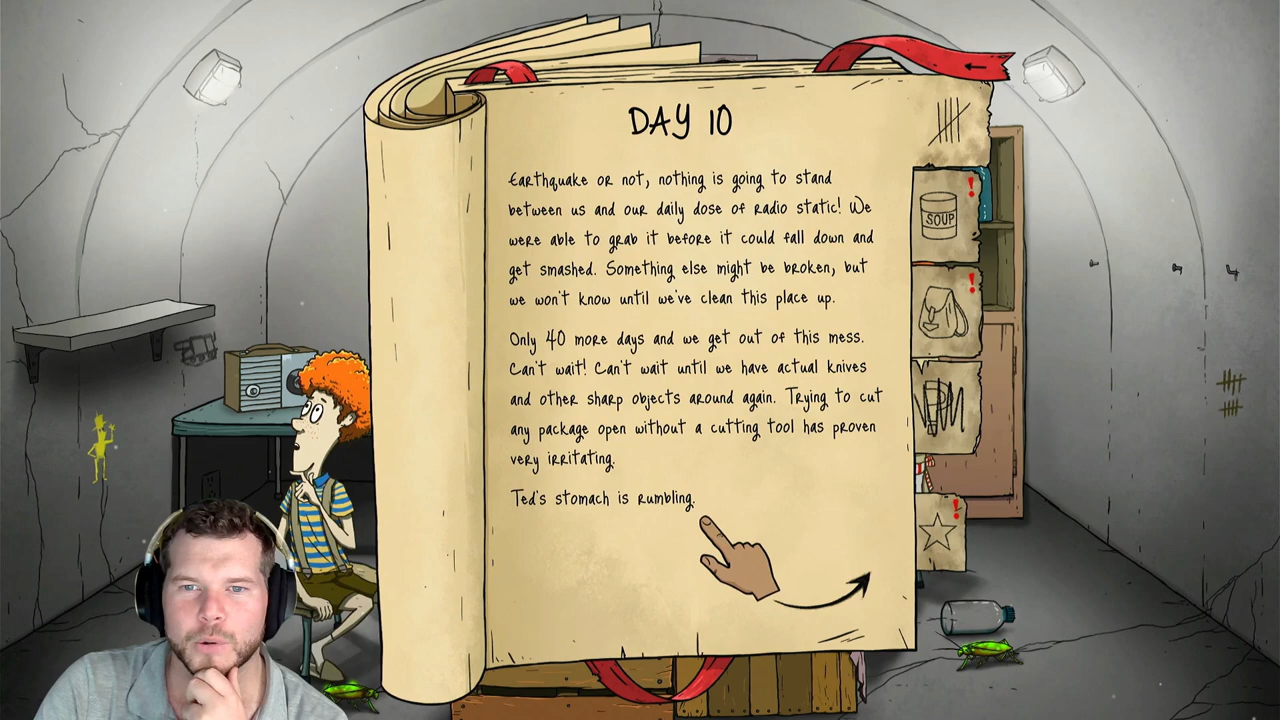 DAY 10
Earthquake or not, nothing is going to stand
between us and our daily dose of radio static! We
were able to grab it before it could fall down and
get smashed. Something else might be broken, but
we won't know until we've clean this place up.
Only 40 more days and we get out of this mess.
Can't wait! Can't wait until we have actual knives
and other sharp objects around again. Trying to cut
any package open without a cutting tool has proven
very irritating.
Ted's stomach is rumbling.
!
SOUP
!
!